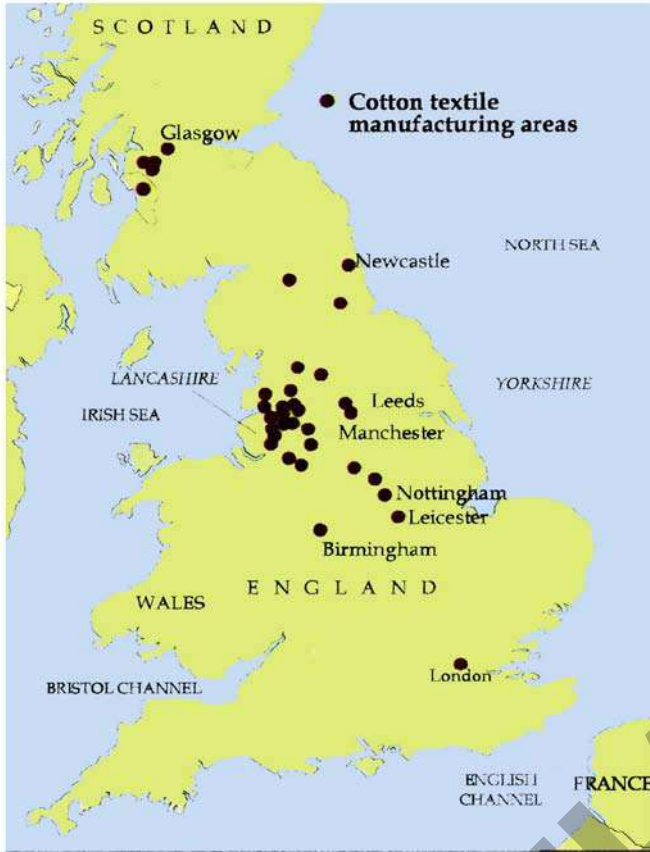 SCOTLAND
Cotton textile
manufacturing areas
Glasgow
NORTH SEA
Newcastle
LANCASHIRE
YORKSHIRE
Leeds
IRISH SEA
Manchester
Nottingham
Leicester
Birmingham
ENGLAND
WALES
London
BRISTOL CHANNEL
ENGLISH
CHANNEL
FRANCE